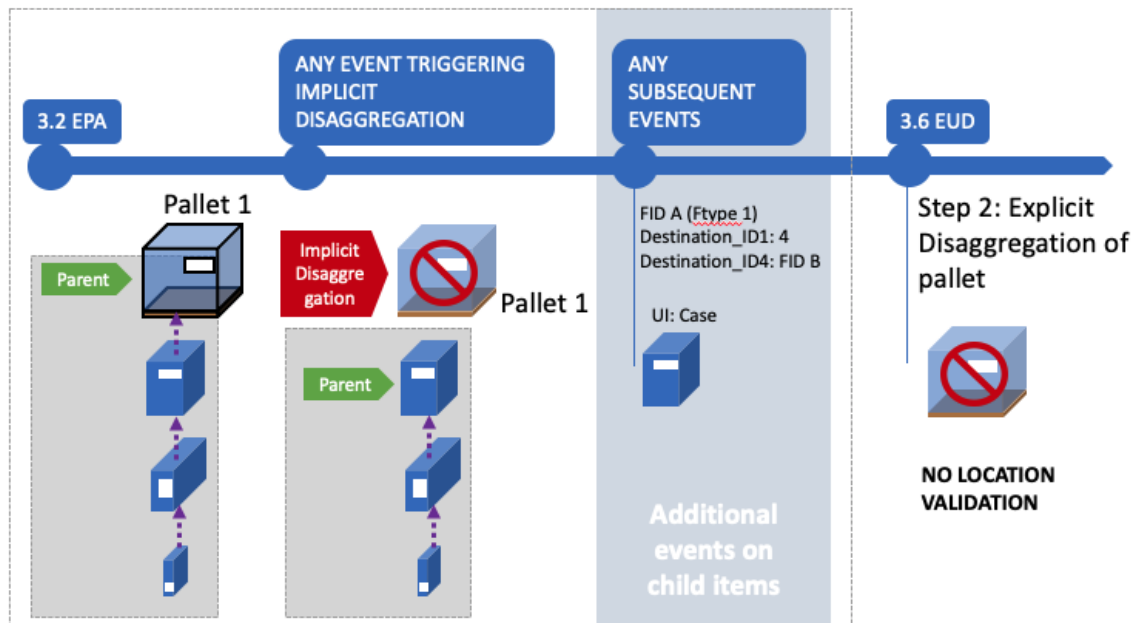 3.2 EPA
ANY EVENT TRIGGERING
IMPLICIT
DISAGGREGATION
ANY
SUBSEQUENT
EVENTS
3.6 EUD
Pallet 1
Parent
Implicit
Disaggre
gation
Pallet 1
Parent
FID A (Ftype 1)
Destination_ID1: 4
Destination_ID4: FID B
UI: Case
Additional
events on
child items
Step 2: Explicit
Disaggregation of
pallet
NO LOCATION
VALIDATION